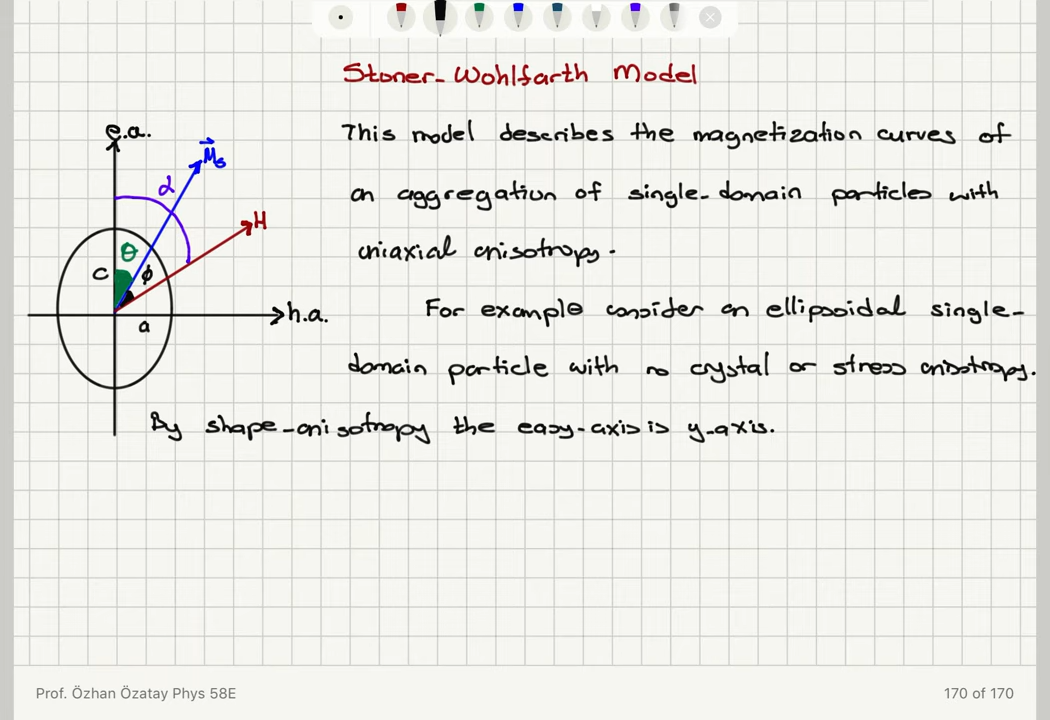 Stoner-Wohlfarth Model
e.a.
M⃗s
α
H
θ
c
ϕ
h.a.
a
This model describes the magnetization curves of
an aggregation of single-domain particles with
uniaxial anisotropy.
For example consider an ellipsoidal single-
domain particle with no crystal or stress anisotropy.
By shape-anisotropy the easy-axis is y-axis.
Prof. Özhan Özatay Phys 58E
170 of 170